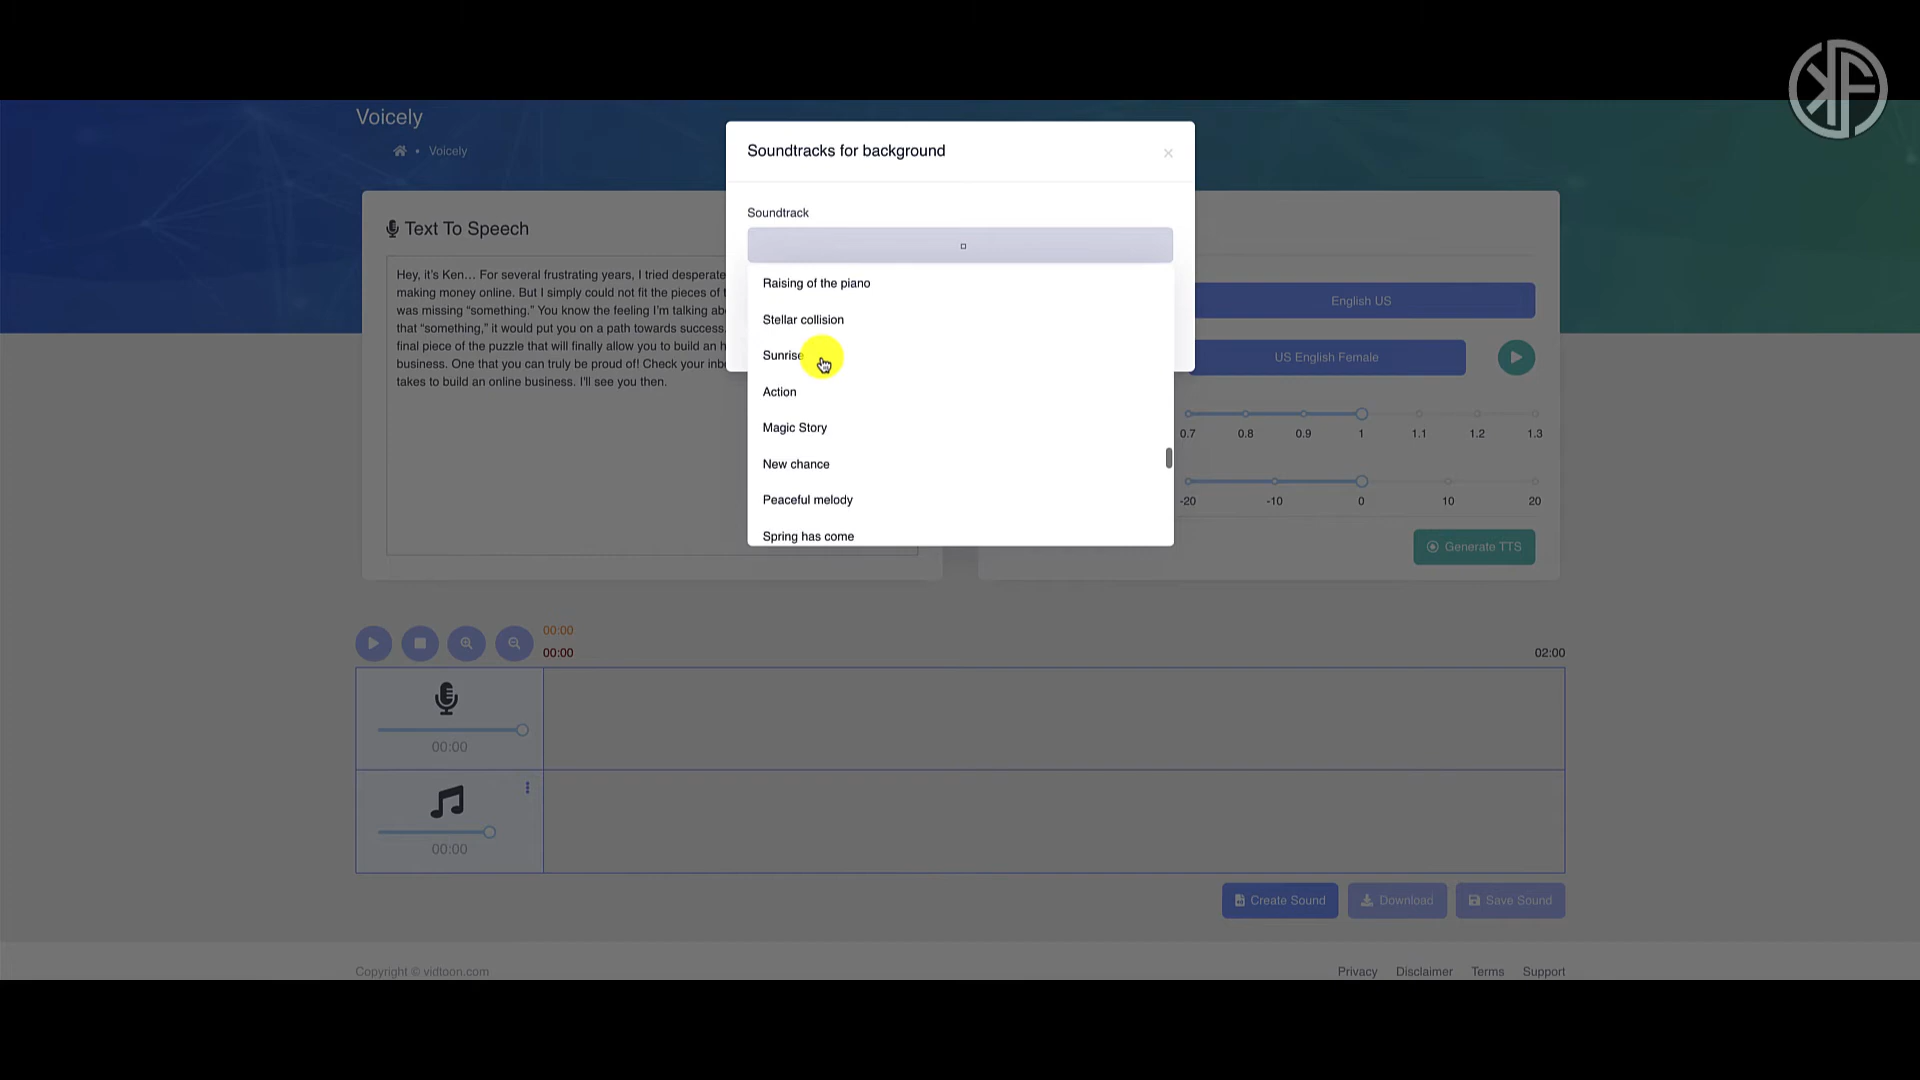 KF
Voicely
Voicely
Soundtracks for background
×
Soundtrack
Raising of the piano
Stellar collision
Sunrise
Action
Magic Story
New chance
Peaceful melody
Spring has come
Text To Speech
Hey, it's Ken... For several frustrating years, I tried desperate
making money online. But I simply could not fit the pieces of
was missing “something.” You know the feeling I'm talking ab
that “something,” it would put you on a path towards success.
final piece of the puzzle that will finally allow you to build an h
business. One that you can truly be proud of! Check your inb
takes to build an online business. I'll see you then.
English US
US English Female
0.7 0.8 0.9 1 1.1 1.2 1.3
-20 -10 0 10 20
Generate TTS
00:00
00:00
02:00
00:00
00:00
Create Sound
Download
Save Sound
Copyright © vidtoon.com
Privacy Disclaimer Terms Support